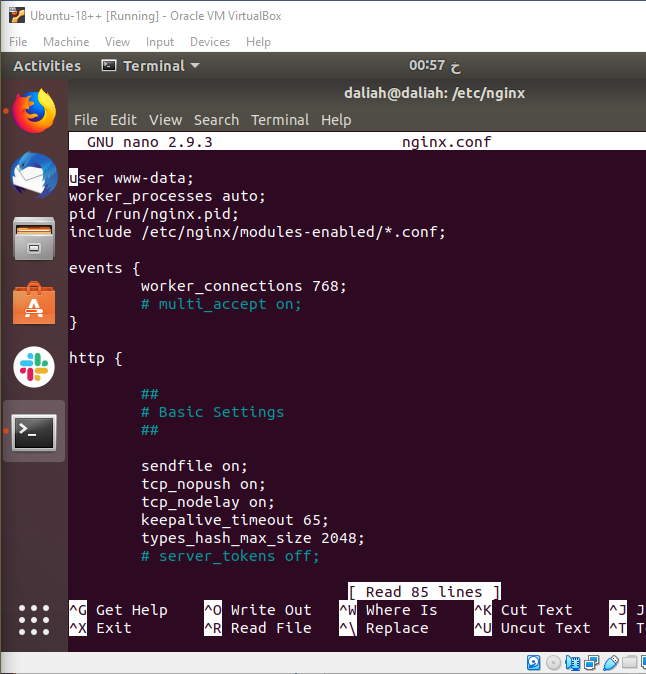 Ubuntu-18++ [Running] - Oracle VM VirtualBox
File Machine View Input Devices Help
Activities Terminal خ 00:57
daliah@daliah: /etc/nginx
File Edit View Search Terminal Help
GNU nano 2.9.3 nginx.conf
user www-data;
worker_processes auto;
pid /run/nginx.pid;
include /etc/nginx/modules-enabled/*.conf;
events {
worker_connections 768;
# multi_accept on;
}
http {
##
# Basic Settings
##
sendfile on;
tcp_nopush on;
tcp_nodelay on;
keepalive_timeout 65;
types_hash_max_size 2048;
# server_tokens off;
[ Read 85 lines ]
^G Get Help ^O Write Out ^W Where Is ^K Cut Text ^J J
^X Exit ^R Read File ^\ Replace ^U Uncut Text ^T